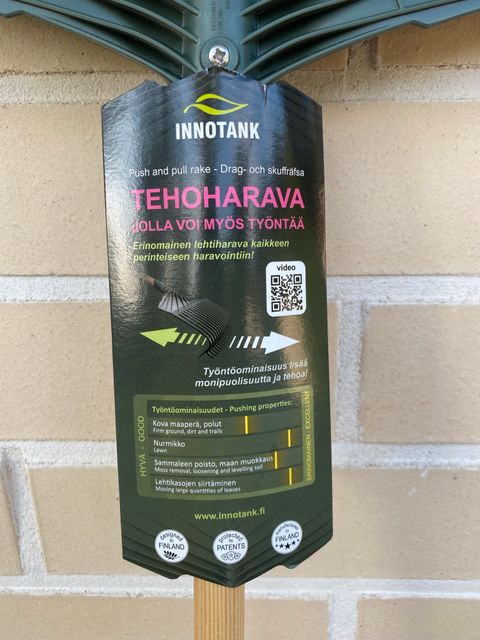 INNOTANK
Push and pull rake - Drag- och skuffräfsa
TEHOHARAVA
JOLLA VOI MYÖS TYÖNTÄÄ
Erinomainen lehtiharava kaikkeen
perinteiseen haravointiin!
video
Työntöominaisuus lisää
monipuolisuutta ja tehoa!
HYVÄ - GOOD
Työntöominaisuudet - Pushing properties:
Kova maaperä, polut
Firm ground, dirt and trails
Nurmikko
Lawn
Sammaleen poisto, maan muokkaus
Moss removal, loosening and levelling soil
Lehtikasojen siirtäminen
Moving large quantities of leaves
ERINOMAINEN - EXCELLENT
www.innotank.fi
designed in
FINLAND
protected by
PATENTS
manufactured in
FINLAND